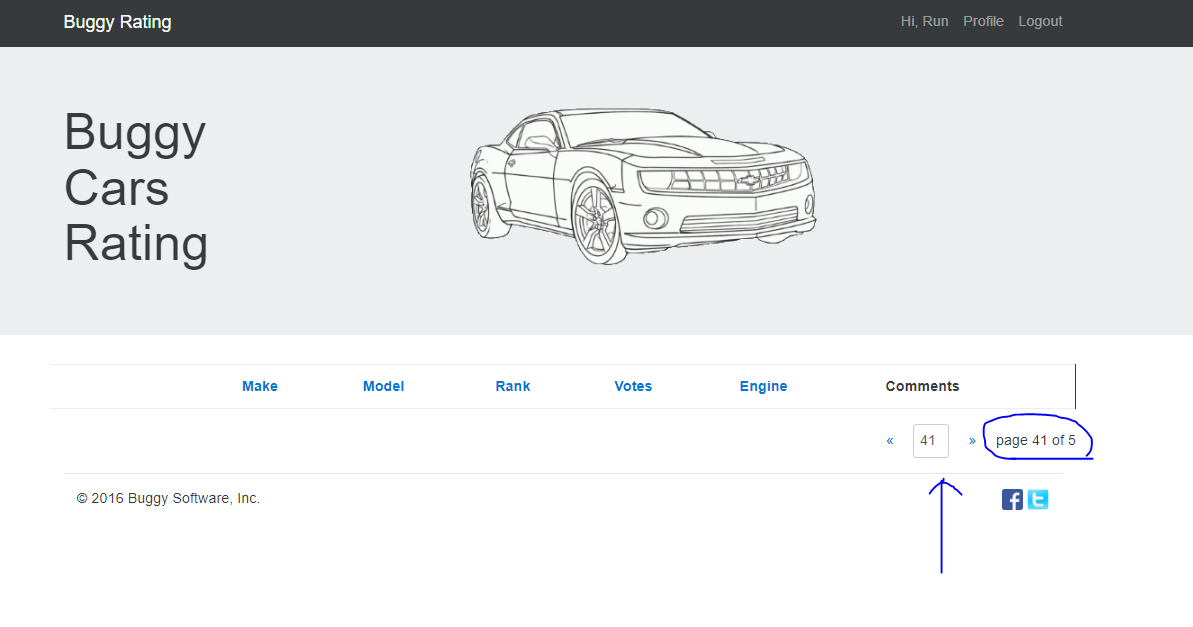 Buggy Rating Hi, Run Profile Logout
Buggy
Cars
Rating
Make Model Rank Votes Engine Comments
« 41 » page 41 of 5
© 2016 Buggy Software, Inc.